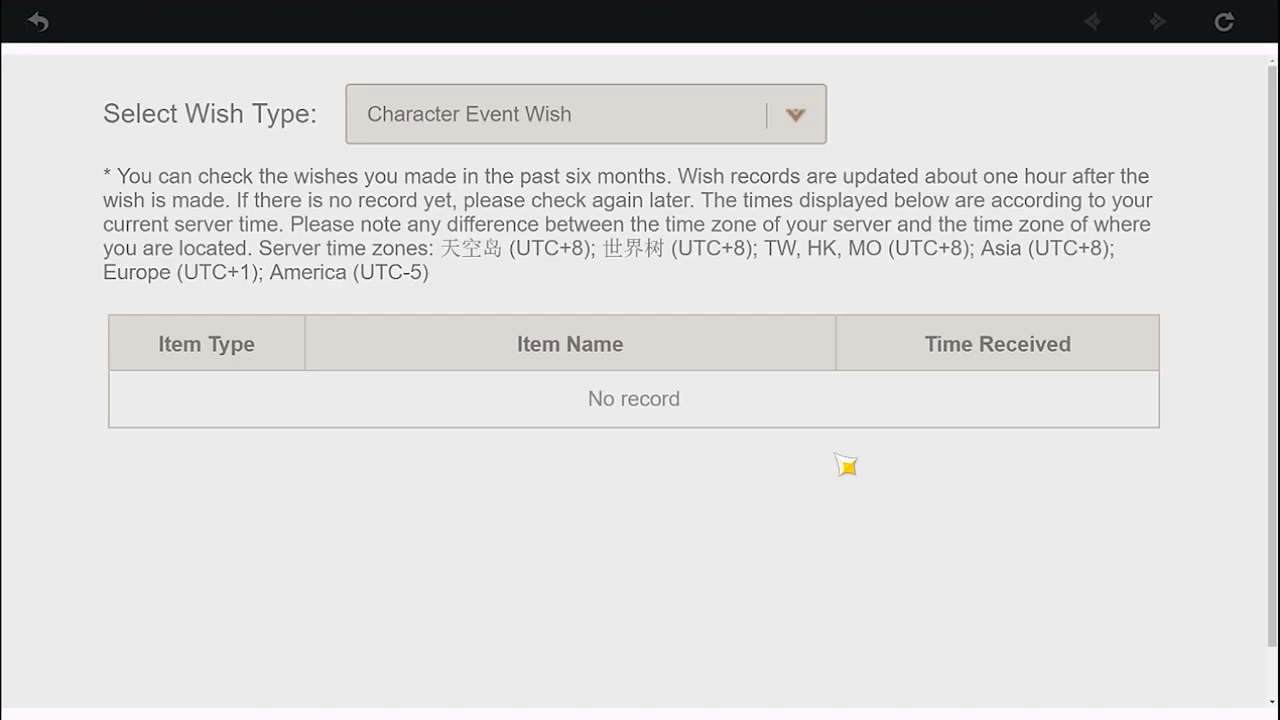 Select Wish Type:
Character Event Wish
* You can check the wishes you made in the past six months. Wish records are updated about one hour after the
wish is made. If there is no record yet, please check again later. The times displayed below are according to your
current server time. Please note any difference between the time zone of your server and the time zone of where
you are located. Server time zones: 天空岛 (UTC+8); 世界树 (UTC+8); TW, HK, MO (UTC+8); Asia (UTC+8);
Europe (UTC+1); America (UTC-5)
Item Type
Item Name
Time Received
No record